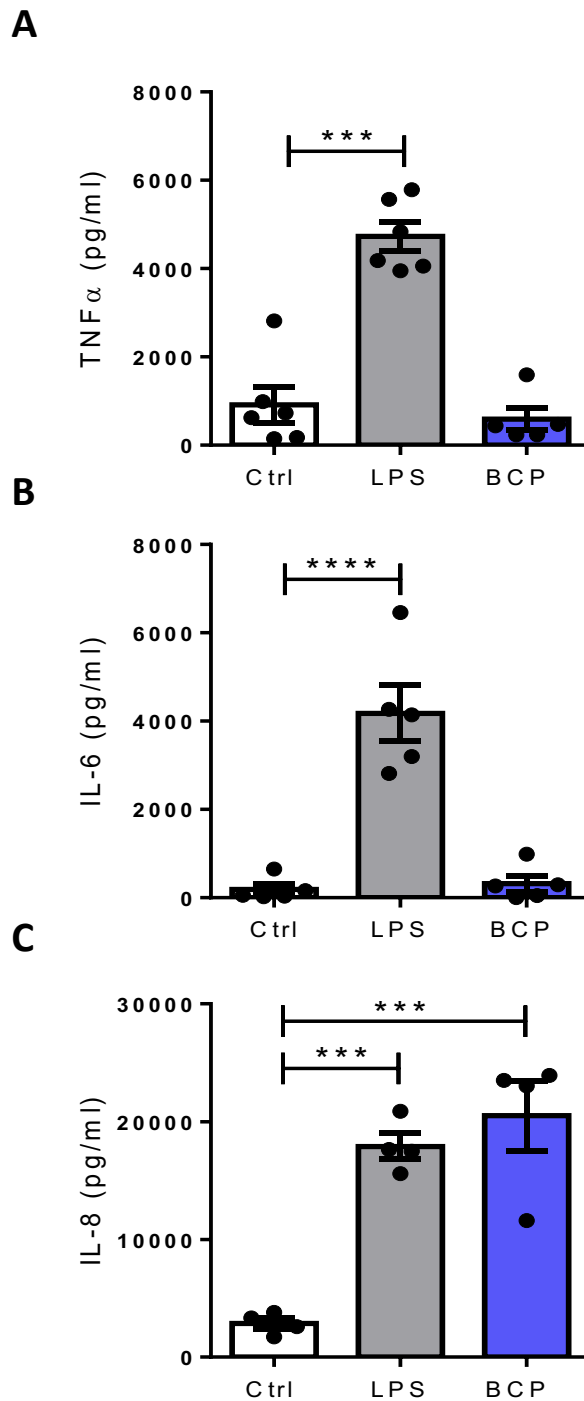 A
8000
***
6000
4000
2000
0
TNFα (pg/ml)
Ctrl LPS BCP
B
8000
****
6000
4000
2000
0
IL-6 (pg/ml)
Ctrl LPS BCP
C
30000
***
***
20000
10000
0
IL-8 (pg/ml)
Ctrl LPS BCP